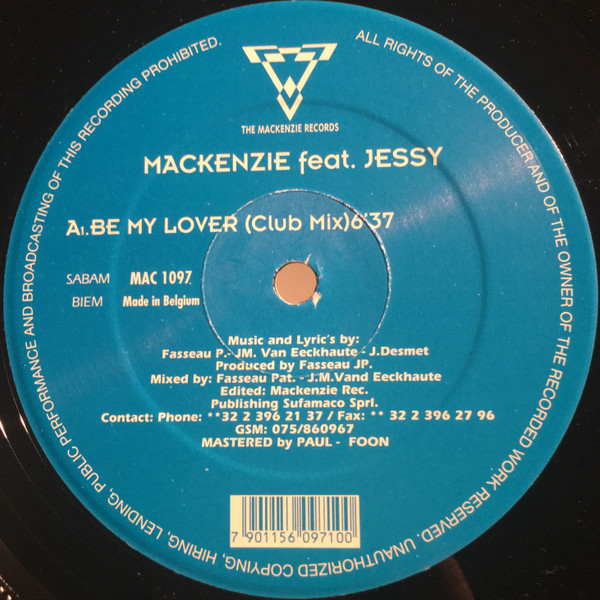 ALL RIGHTS OF THE PRODUCER AND OF THE OWNER OF THE RECORDED WORK RESERVED. UNAUTHORIZED COPYING, HIRING, LENDING, PUBLIC PERFORMANCE AND BROADCASTING OF THIS RECORDING PROHIBITED.
THE MACKENZIE RECORDS
MACKENZIE feat. JESSY
A1.BE MY LOVER (Club Mix)6'37
SABAM MAC 1097
BIEM Made in Belgium
Music and Lyric's by:
Fasseau P.- JM. Van Eeckhaute - J.Desmet
Produced by Fasseau JP.
Mixed by: Fasseau Pat. - J.M.Vand Eeckhaute
Edited: Mackenzie Rec.
Publishing Sufamaco Sprl.
Contact: Phone: **32 2 396 21 37 / Fax: ** 32 2 396 27 96
GSM: 075/860967
MASTERED by PAUL - FOON
7 901156 097100